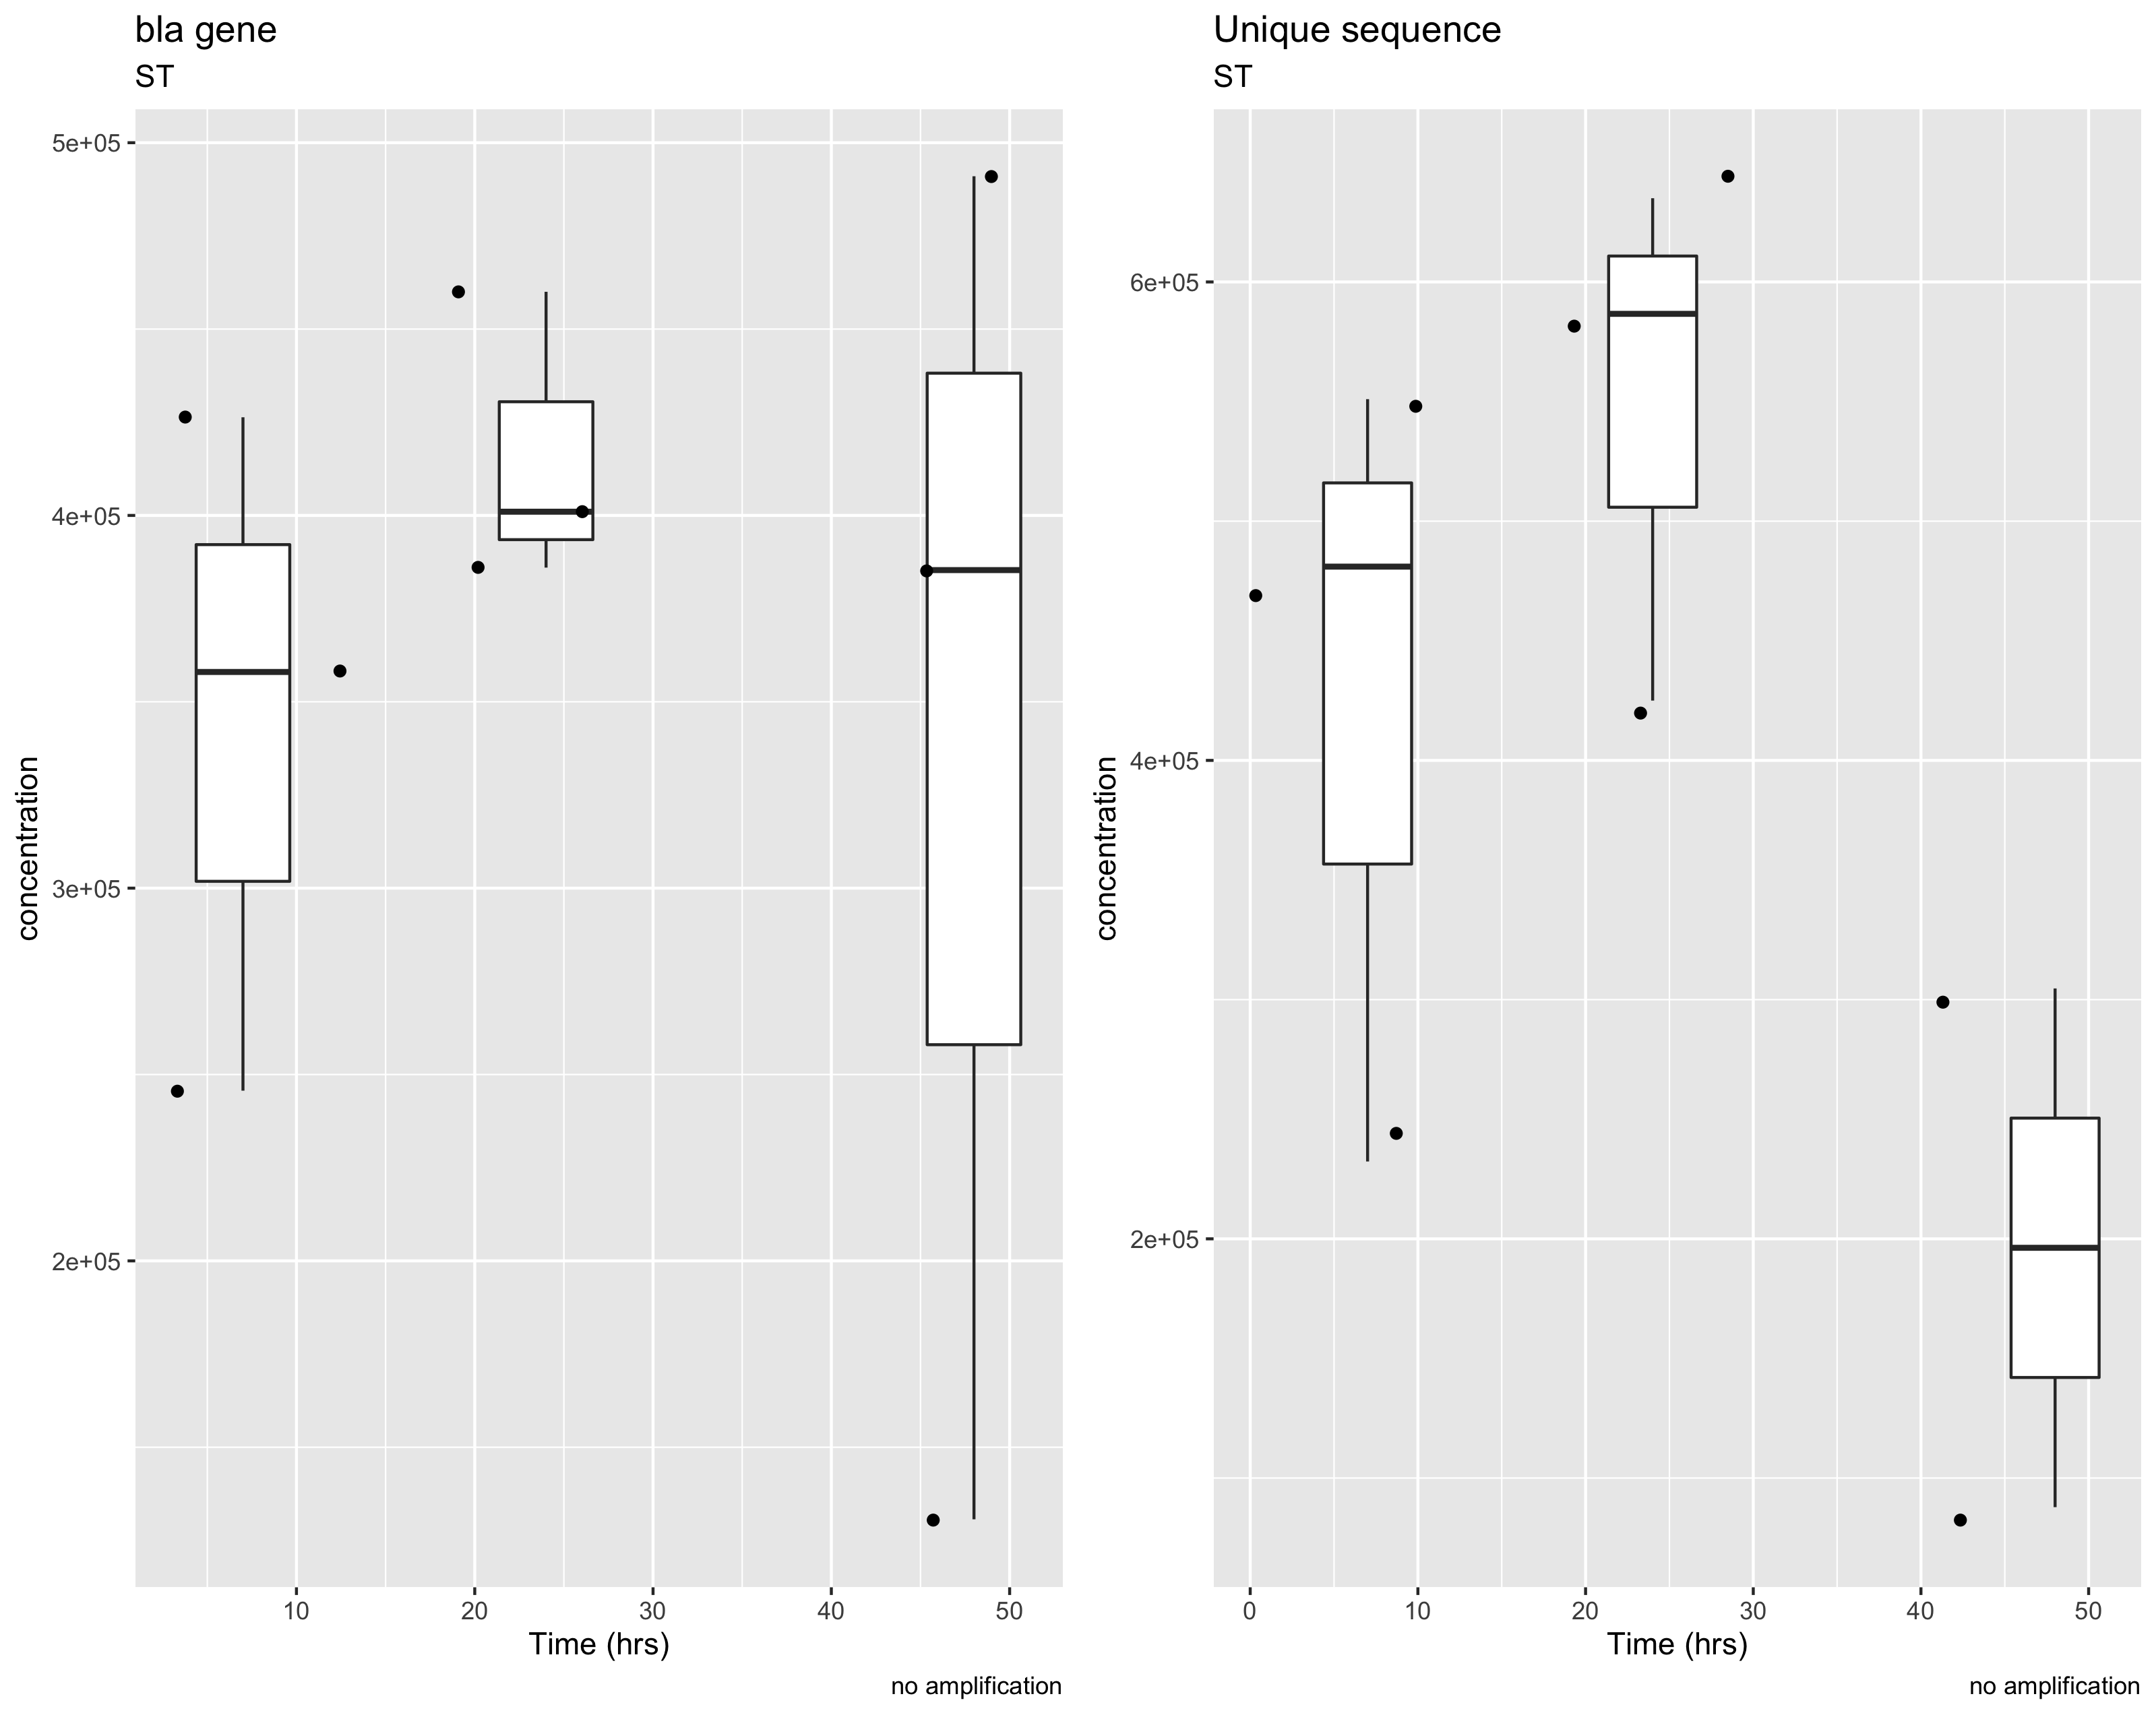 bla gene
ST
5e+05
4e+05
3e+05
2e+05
concentration
10 20 30 40 50
Time (hrs)
no amplification
Unique sequence
ST
6e+05
4e+05
2e+05
concentration
0 10 20 30 40 50
Time (hrs)
no amplification